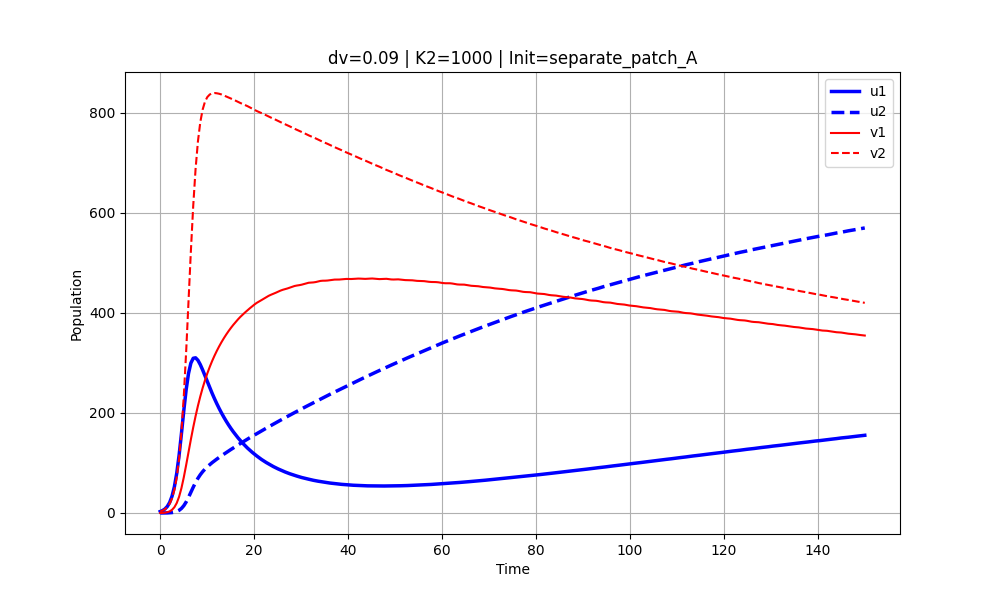 dv=0.09 | K2=1000 | Init=separate_patch_A
u1
u2
v1
v2
Population
800
600
400
200
0
0 20 40 60 80 100 120 140
Time